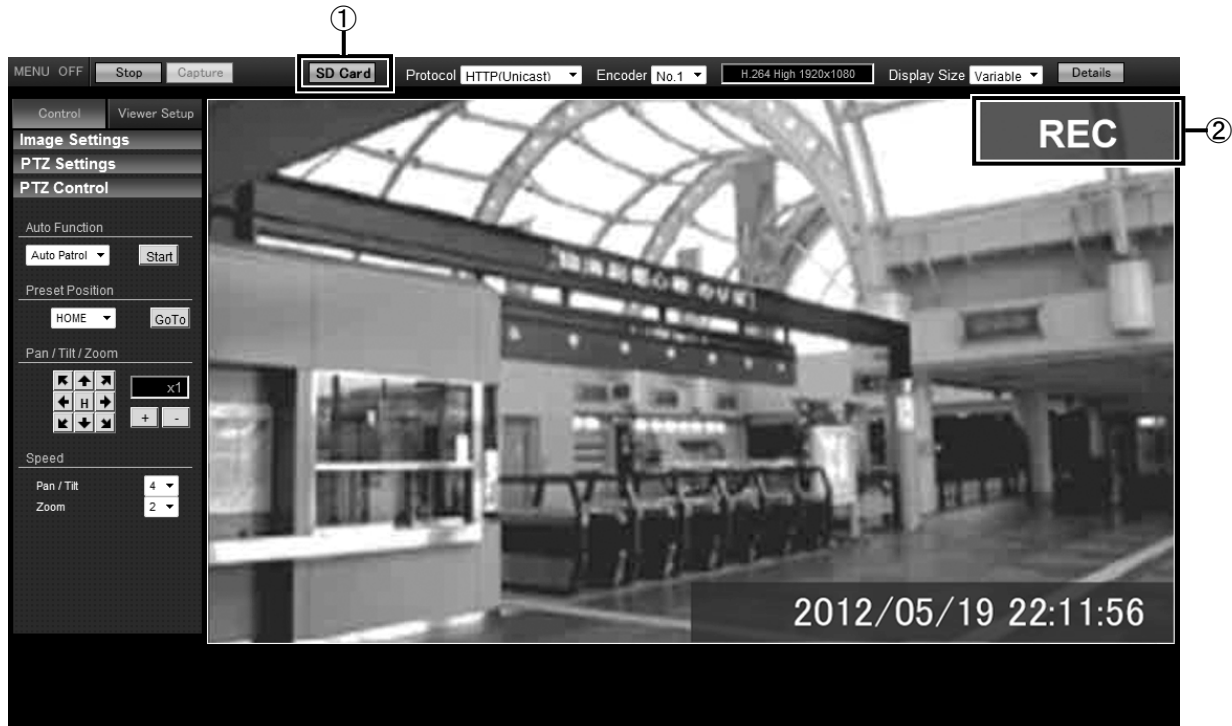 ①
MENU OFF Stop Capture SD Card Protocol HTTP(Unicast) Encoder No.1 H.264 High 1920x1080 Display Size Variable Details
Control Viewer Setup
Image Settings
PTZ Settings
PTZ Control
Auto Function
Auto Patrol Start
Preset Position
HOME GoTo
Pan / Tilt / Zoom
x1
H
+ -
Speed
Pan / Tilt 4
Zoom 2
REC
②
2012/05/19 22:11:56